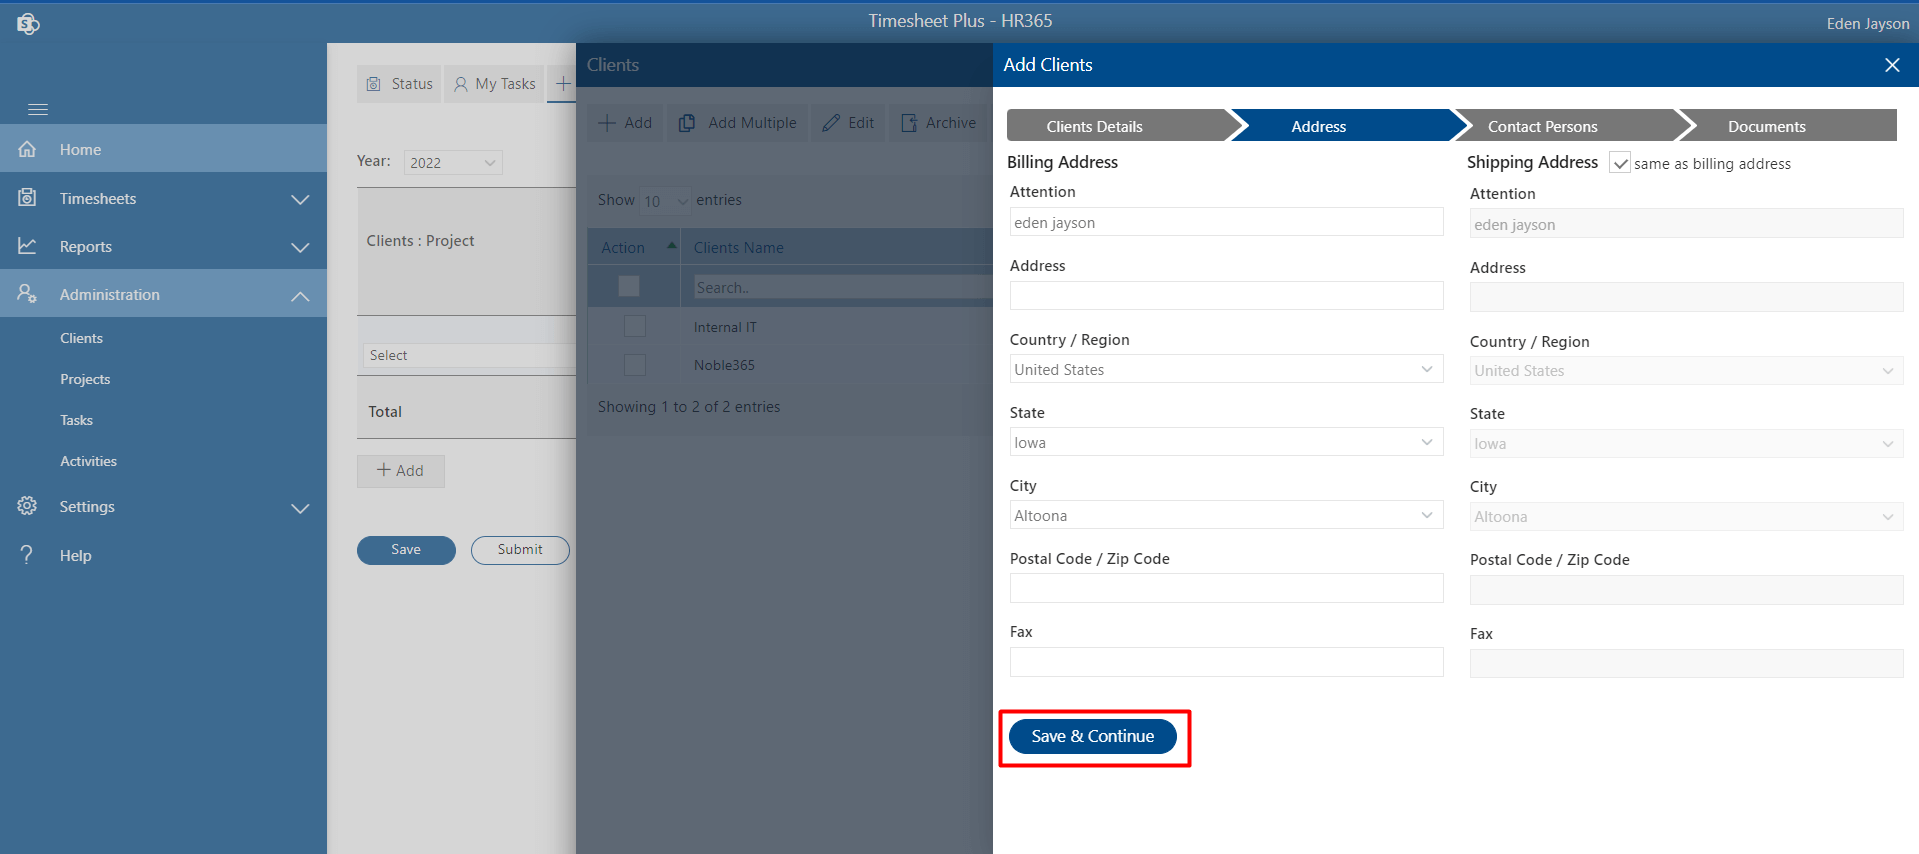 Timesheet Plus - HR365
Eden Jayson
Home
Timesheets
Reports
Administration
Clients
Projects
Tasks
Activities
Settings
? Help
Status
My Tasks
Year: 2022
Clients : Project
Select
Total
+ Add
Save
Submit
Clients
+ Add
Add Multiple
Edit
Archive
Show 10 entries
Action
Clients Name
Search..
Internal IT
Noble365
Showing 1 to 2 of 2 entries
Add Clients
Clients Details
Address
Contact Persons
Documents
Billing Address
Attention
eden jayson
Address
Country / Region
United States
State
Iowa
City
Altoona
Postal Code / Zip Code
Fax
Save & Continue
Shipping Address same as billing address
Attention
eden jayson
Address
Country / Region
United States
State
Iowa
City
Altoona
Postal Code / Zip Code
Fax